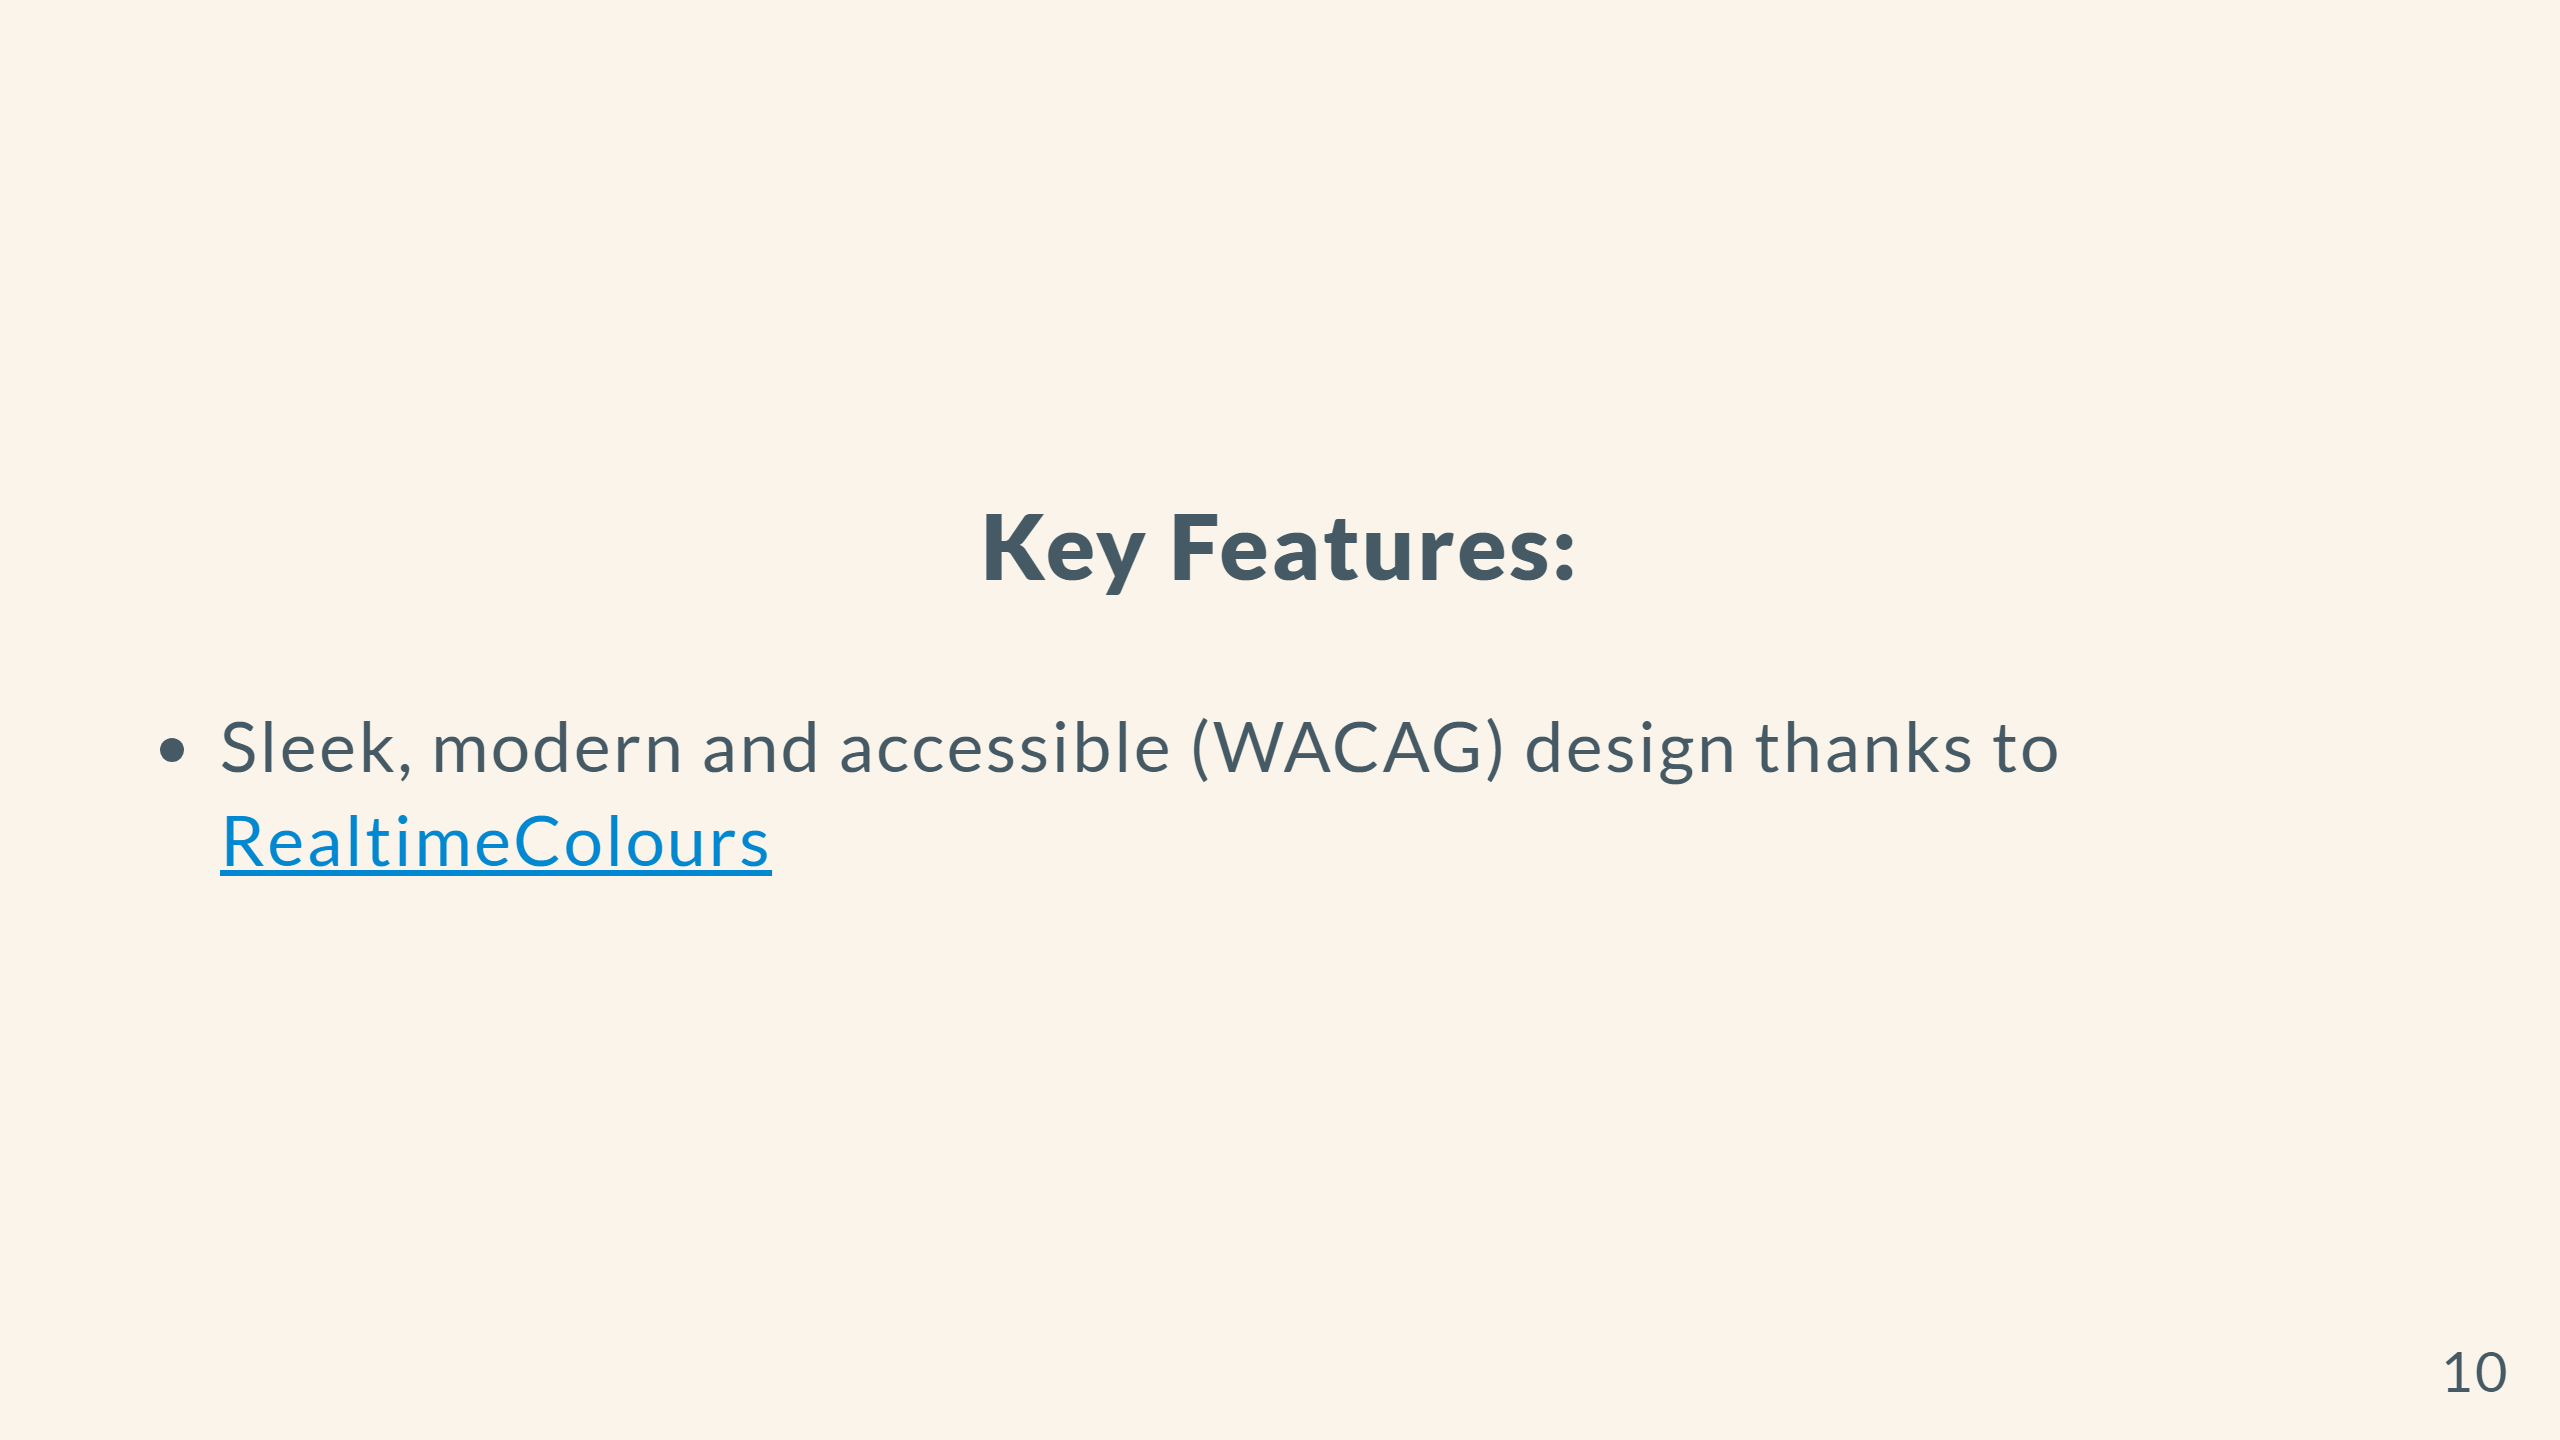 Key Features:
• Sleek, modern and accessible (WACAG) design thanks to
RealtimeColours
10